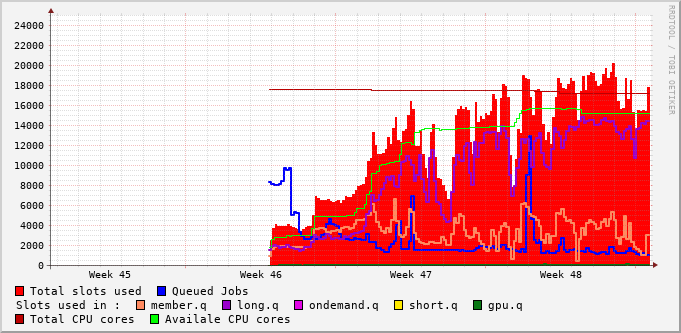 RRDTOOL / TOBI OETIKER
24000
22000
20000
18000
16000
14000
12000
10000
8000
6000
4000
2000
0
Week 45 Week 46 Week 47 Week 48
Total slots used Queued Jobs
Slots used in : member.q long.q ondemand.q short.q gpu.q
Total CPU cores Availale CPU cores